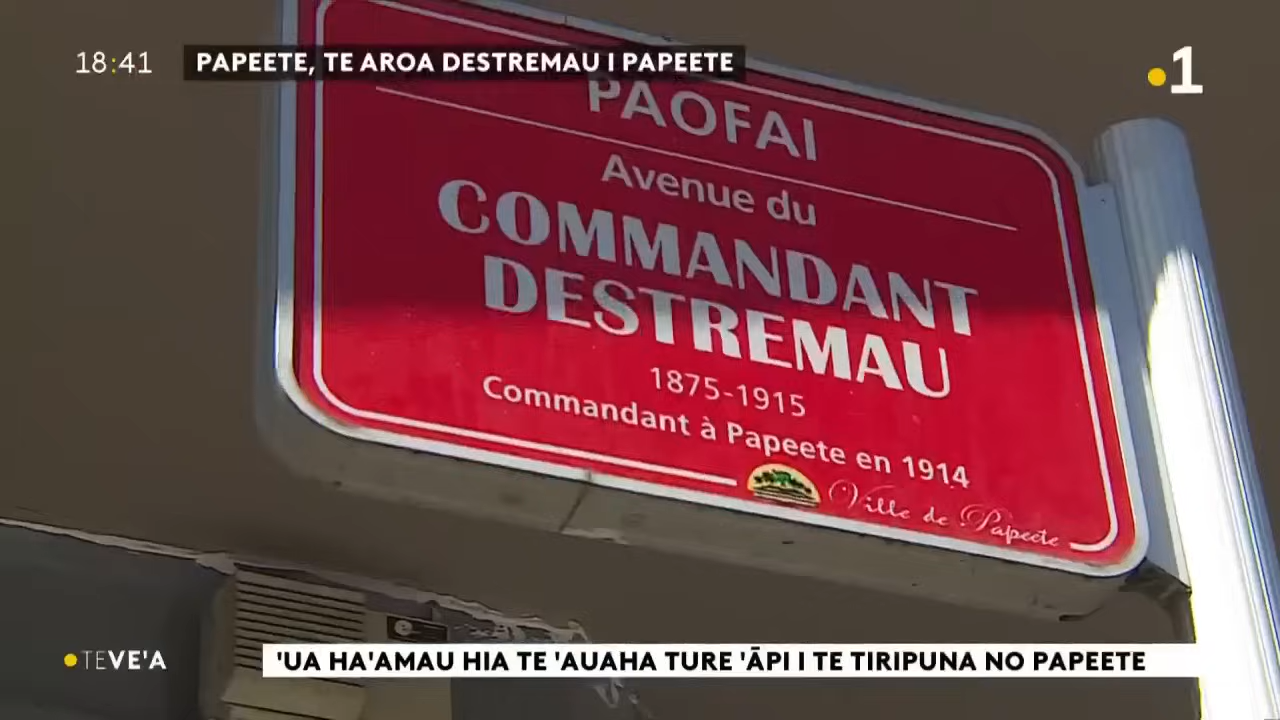 18:41
PAPEETE, TE AROA DESTREMAU I PAPEETE
1
PAOFAI
Avenue du
COMMANDANT
DESTREMAU
1875-1915
Commandant à Papeete en 1914
Ville de Papeete
TEVE'A
'UA HA'AMAU HIA TE 'AUAHA TURE 'ĀPI I TE TIRIPUNA NO PAPEETE